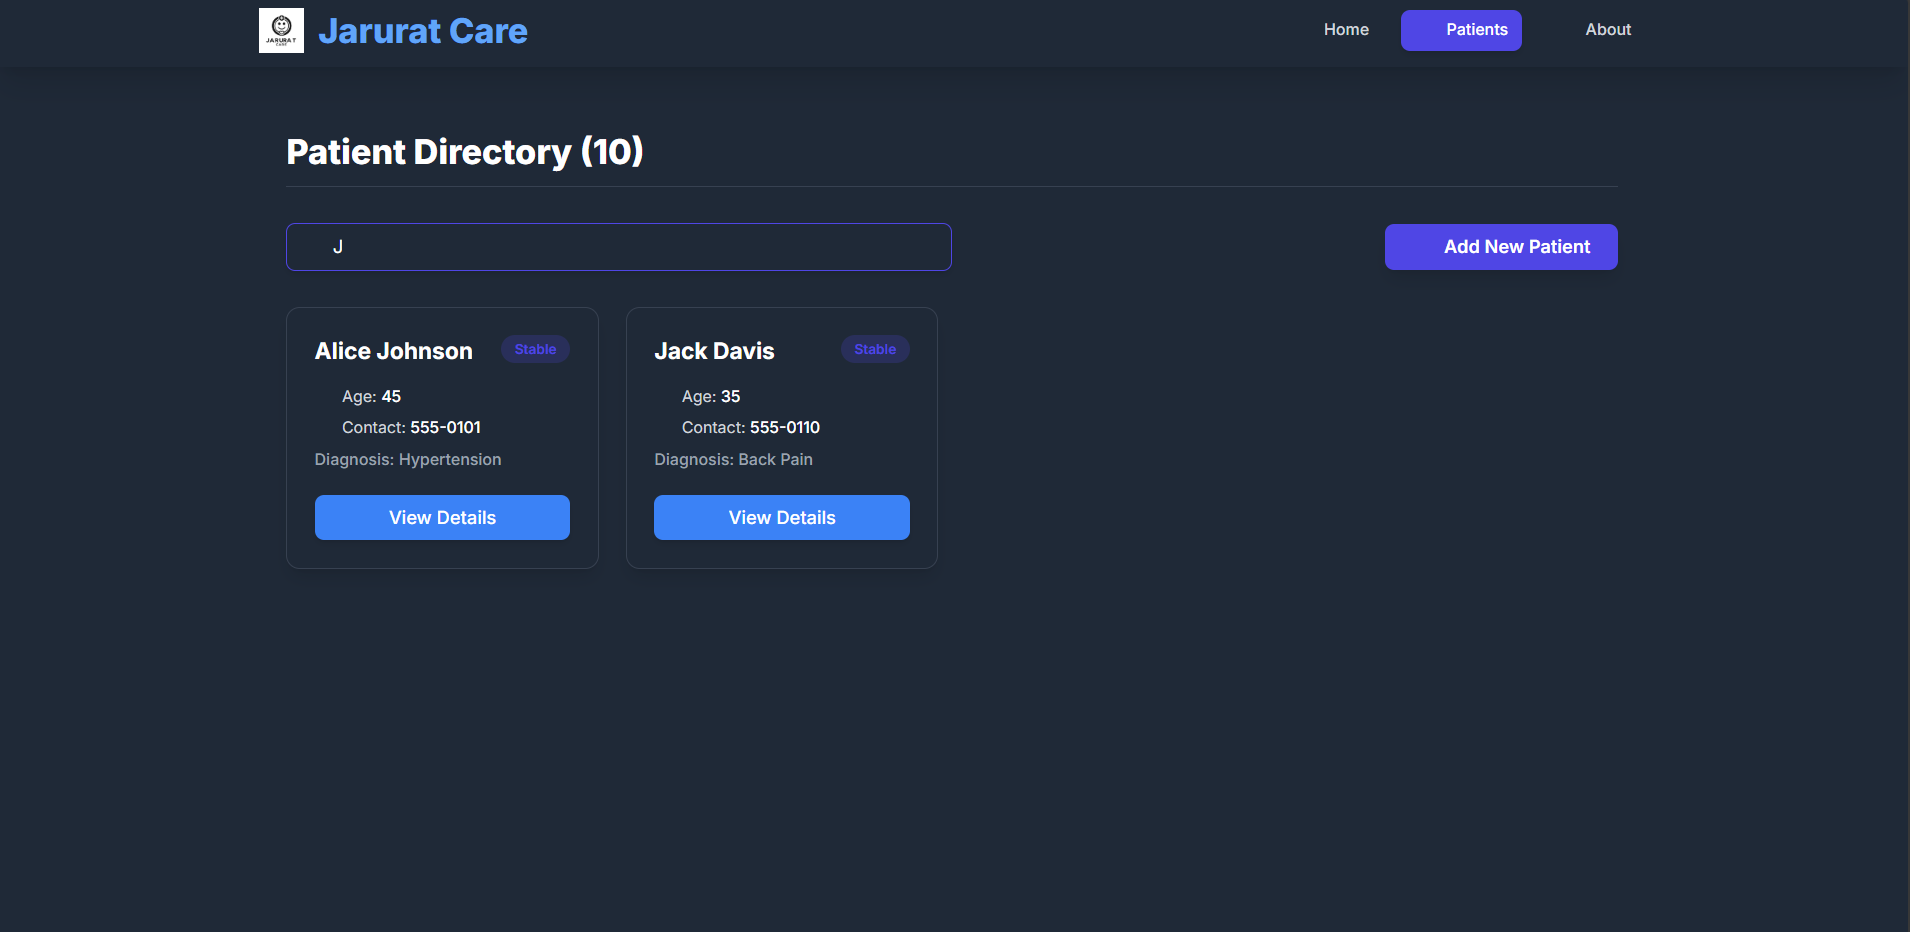 JARURAT
CARE
Jarurat Care
Home
Patients
About
Patient Directory (10)
J
Add New Patient
Alice Johnson
Stable
Age: 45
Contact: 555-0101
Diagnosis: Hypertension
View Details
Jack Davis
Stable
Age: 35
Contact: 555-0110
Diagnosis: Back Pain
View Details